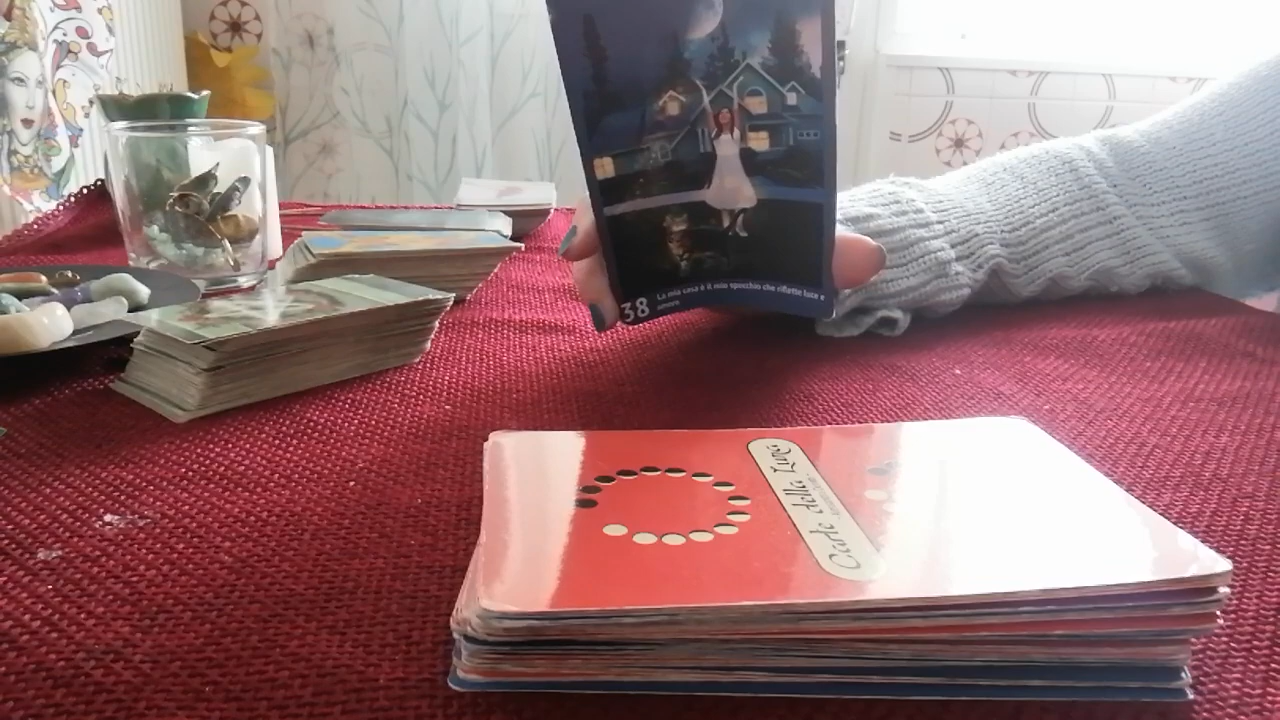 38 La mia casa è il mio specchio che riflette luce e
amore
Carte della Luna